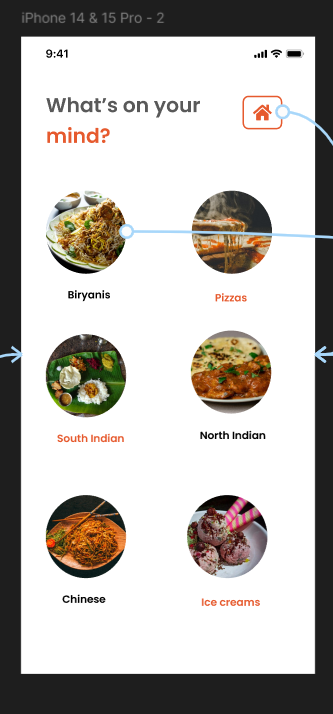 iPhone 14 & 15 Pro - 2
9:41
What's on your
mind?
Biryanis
Pizzas
South Indian
North Indian
Chinese
Ice creams